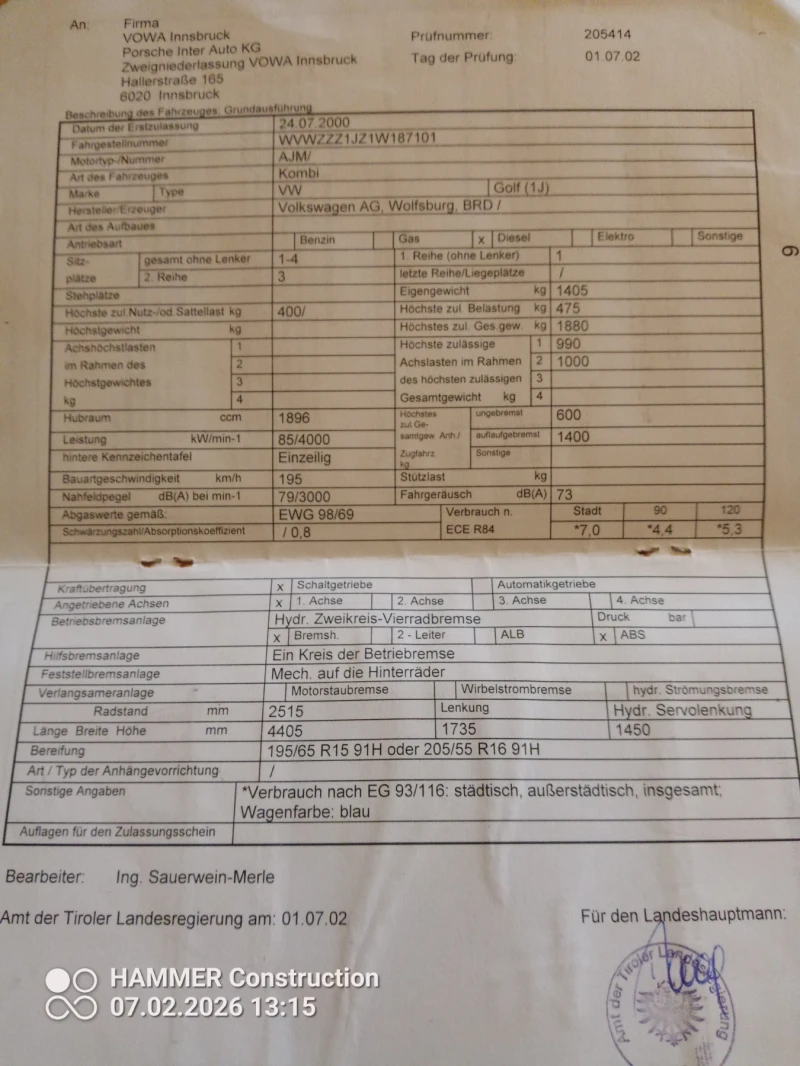 An: Firma
VOWA Innsbruck
Porsche Inter Auto KG
Zweigniederlassung VOWA Innsbruck
Hallerstraße 165
6020 Innsbruck
Prüfnummer: 205414
Tag der Prüfung: 01.07.02
Beschreibung des Fahrzeuges, Grundausführung
Datum der Erstzulassung 24.07.2000
Fahrgestellnummer WVWZZZ1JZ1W187101
Motortyp-/Nummer AJM/
Art des Fahrzeuges Kombi
Marke Type VW Golf (1J)
Hersteller/Erzeuger Volkswagen AG, Wolfsburg, BRD /
Art des Aufbaues
Antriebsart Benzin Gas x Diesel Elektro Sonstige
6
Sitz- gesamt ohne Lenker 1-4 1. Reihe (ohne Lenker) 1
plätze 2. Reihe 3 letzte Reihe/Liegeplätze /
Stehplätze Eigengewicht kg 1405
Höchste zul.Nutz-/od.Sattellast kg 400/ Höchste zul. Belastung kg 475
Höchstgewicht kg Höchstes zul. Ges.gew. kg 1880
Achshöchstlasten 1 Höchste zulässige 1 990
im Rahmen des 2 Achslasten im Rahmen 2 1000
Höchstgewichtes 3 des höchsten zulässigen 3
kg 4 Gesamtgewicht kg 4
Hubraum ccm 1896 Höchstes zul.Ge- ungebremst 600
Leistung kW/min-1 85/4000 samtgew. Anh./ auflaufgebremst 1400
hintere Kennzeichentafel Einzeilig Zugfahrz. kg Sonstige
Bauartgeschwindigkeit km/h 195 Stützlast kg
Nahfeldpegel dB(A) bei min-1 79/3000 Fahrgeräusch dB(A) 73
Abgaswerte gemäß: EWG 98/69 Verbrauch n. Stadt 90 120
Schwärzungszahl/Absorptionskoeffizient / 0,8 ECE R84 *7,0 *4,4 *5,3
Kraftübertragung x Schaltgetriebe Automatikgetriebe
Angetriebene Achsen x 1. Achse 2. Achse 3. Achse 4. Achse
Betriebsbremsanlage Hydr. Zweikreis-Vierradbremse Druck bar
x Bremsh. 2 - Leiter ALB x ABS
Hilfsbremsanlage Ein Kreis der Betriebremse
Feststellbremsanlage Mech. auf die Hinterräder
Verlangsameranlage Motorstaubremse Wirbelstrombremse hydr. Strömungsbremse
Radstand mm 2515 Lenkung Hydr. Servolenkung
Länge Breite Höhe mm 4405 1735 1450
Bereifung 195/65 R15 91H oder 205/55 R16 91H
Art / Typ der Anhängevorrichtung /
Sonstige Angaben *Verbrauch nach EG 93/116: städtisch, außerstädtisch, insgesamt;
Wagenfarbe: blau
Auflagen für den Zulassungsschein
Bearbeiter: Ing. Sauerwein-Merle
Amt der Tiroler Landesregierung am: 01.07.02
Für den Landeshauptmann:
Amt der Tiroler Landesregierung
HAMMER Construction
07.02.2026 13:15